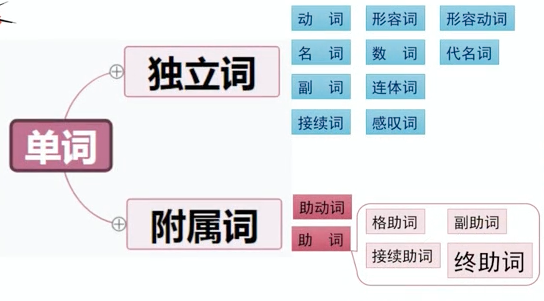 动 词 形容词 形容动词
名 词 数 词 代名词
独立词
副 词 连体词
接续词 感叹词
单词
附属词
助动词
助 词
格助词 副助词
接续助词 终助词